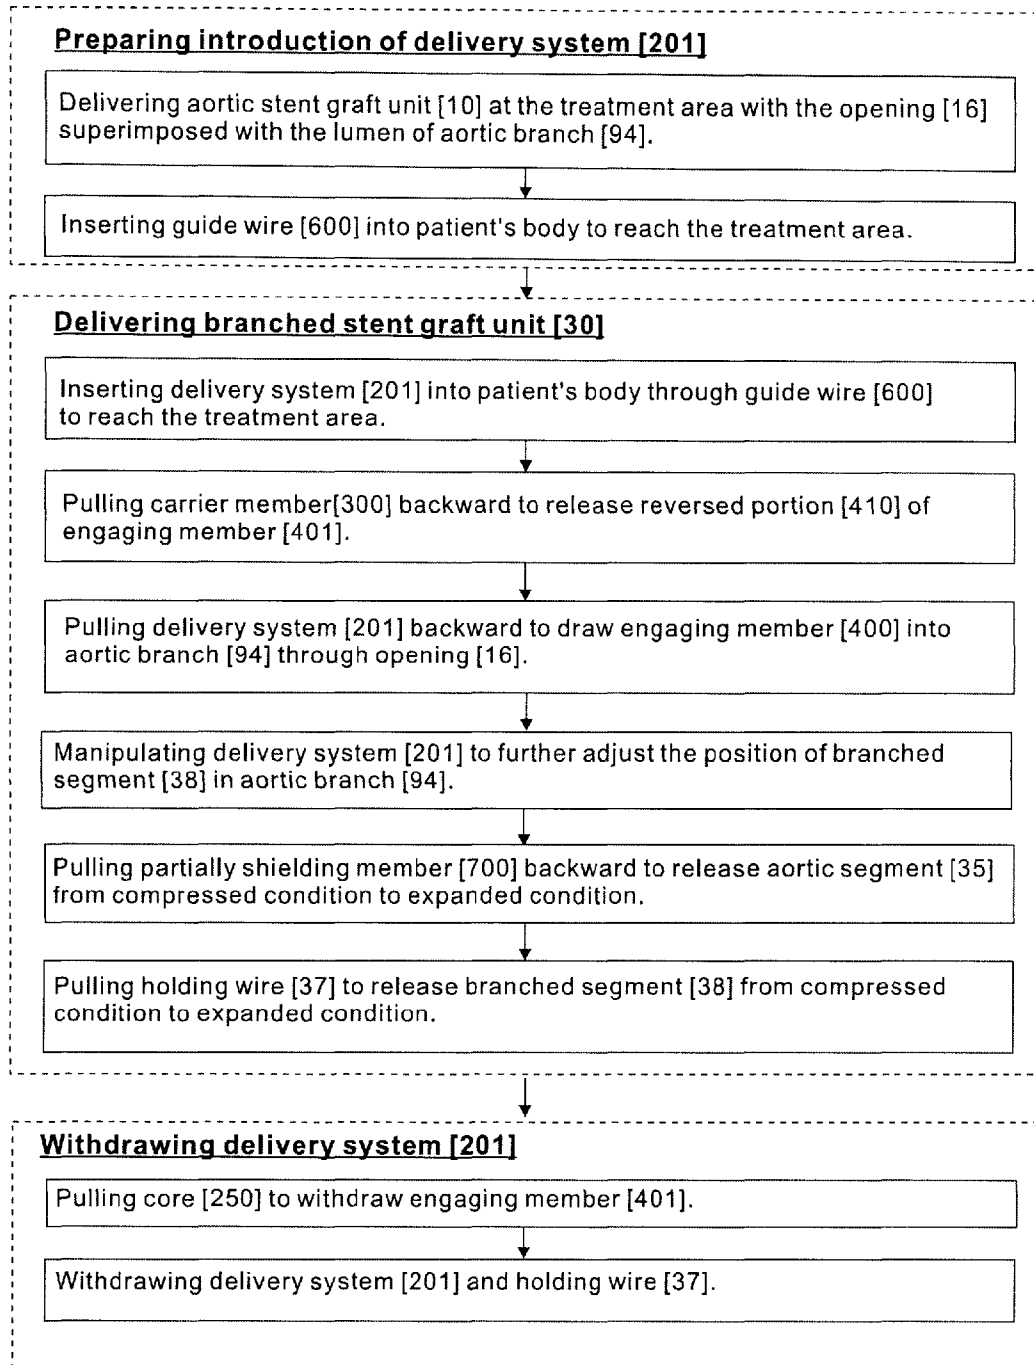 Preparing introduction of delivery system [201]
Delivering aortic stent graft unit [10] at the treatment area with the opening [16]
superimposed with the lumen of aortic branch [94].
Inserting guide wire [600] into patient's body to reach the treatment area.
Delivering branched stent graft unit [30]
Inserting delivery system [201] into patient's body through guide wire [600]
to reach the treatment area.
Pulling carrier member[300] backward to release reversed portion [410] of
engaging member [401].
Pulling delivery system [201] backward to draw engaging member [400] into
aortic branch [94] through opening [16].
Manipulating delivery system [201] to further adjust the position of branched
segment [38] in aortic branch [94].
Pulling partially shielding member [700] backward to release aortic segment [35]
from compressed condition to expanded condition.
Pulling holding wire [37] to release branched segment [38] from compressed
condition to expanded condition.
Withdrawing delivery system [201]
Pulling core [250] to withdraw engaging member [401].
Withdrawing delivery system [201] and holding wire [37].